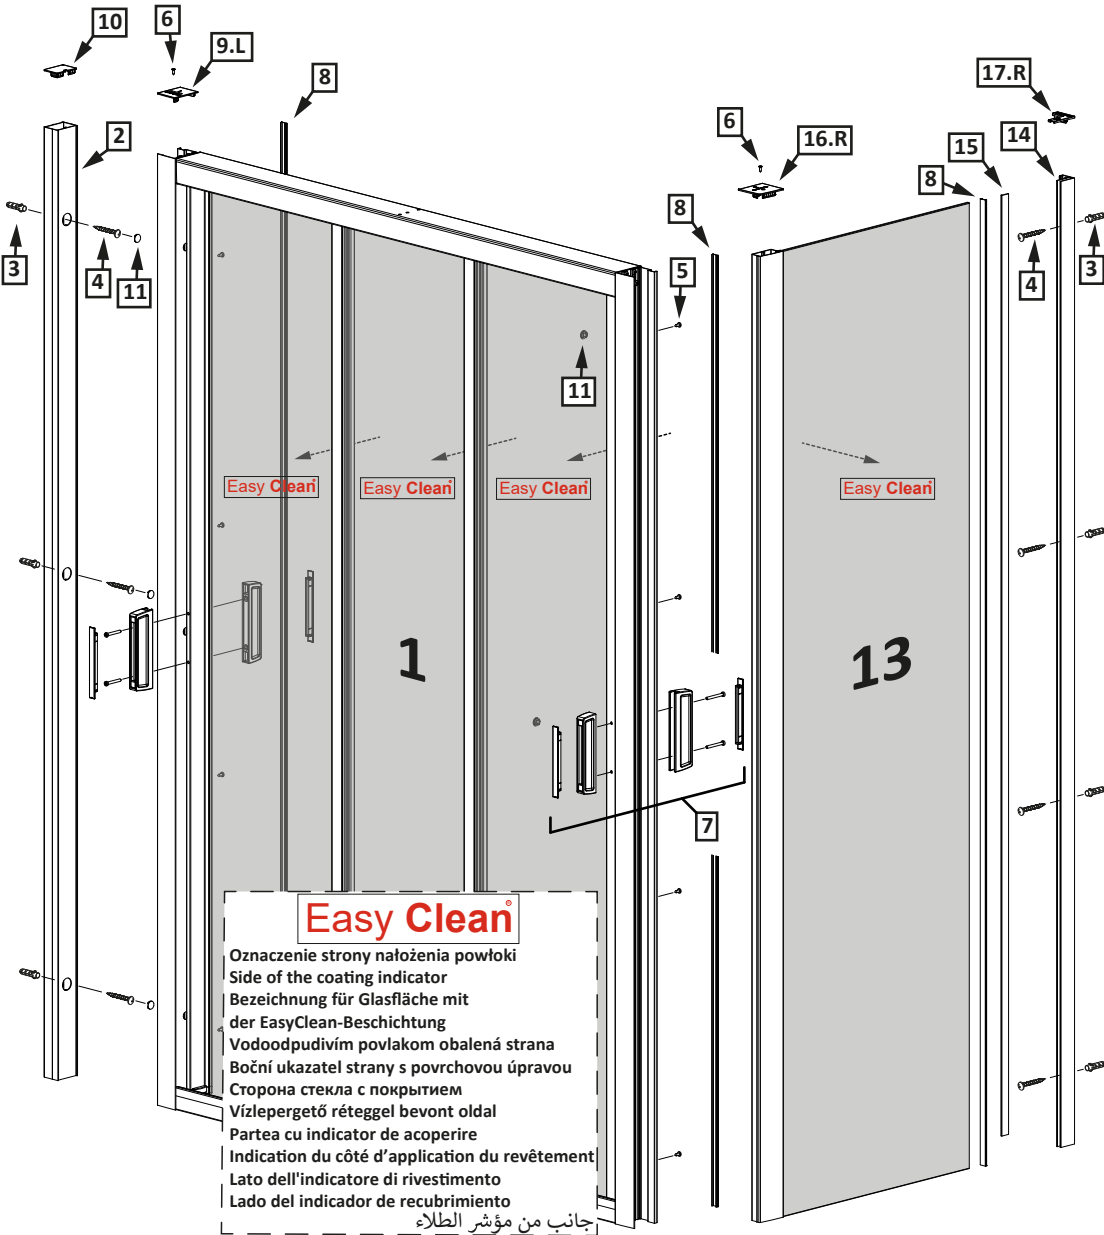 10
6
9.L
8
2
17.R
6
16.R
15
14
8
8
3
4
11
5
4
3
11
Easy Clean
Easy Clean
Easy Clean
Easy Clean
1
13
7
Easy Clean®
Oznaczenie strony nałożenia powłoki
Side of the coating indicator
Bezeichnung für Glasfläche mit
der EasyClean-Beschichtung
Vodoodpudivím povlakom obalená strana
Boční ukazatel strany s povrchovou úpravou
Сторона стекла с покрытием
Vízlepergető réteggel bevont oldal
Partea cu indicator de acoperire
Indication du côté d’application du revêtement
Lato dell'indicatore di rivestimento
Lado del indicador de recubrimiento
جانب من مؤشر الطلاء